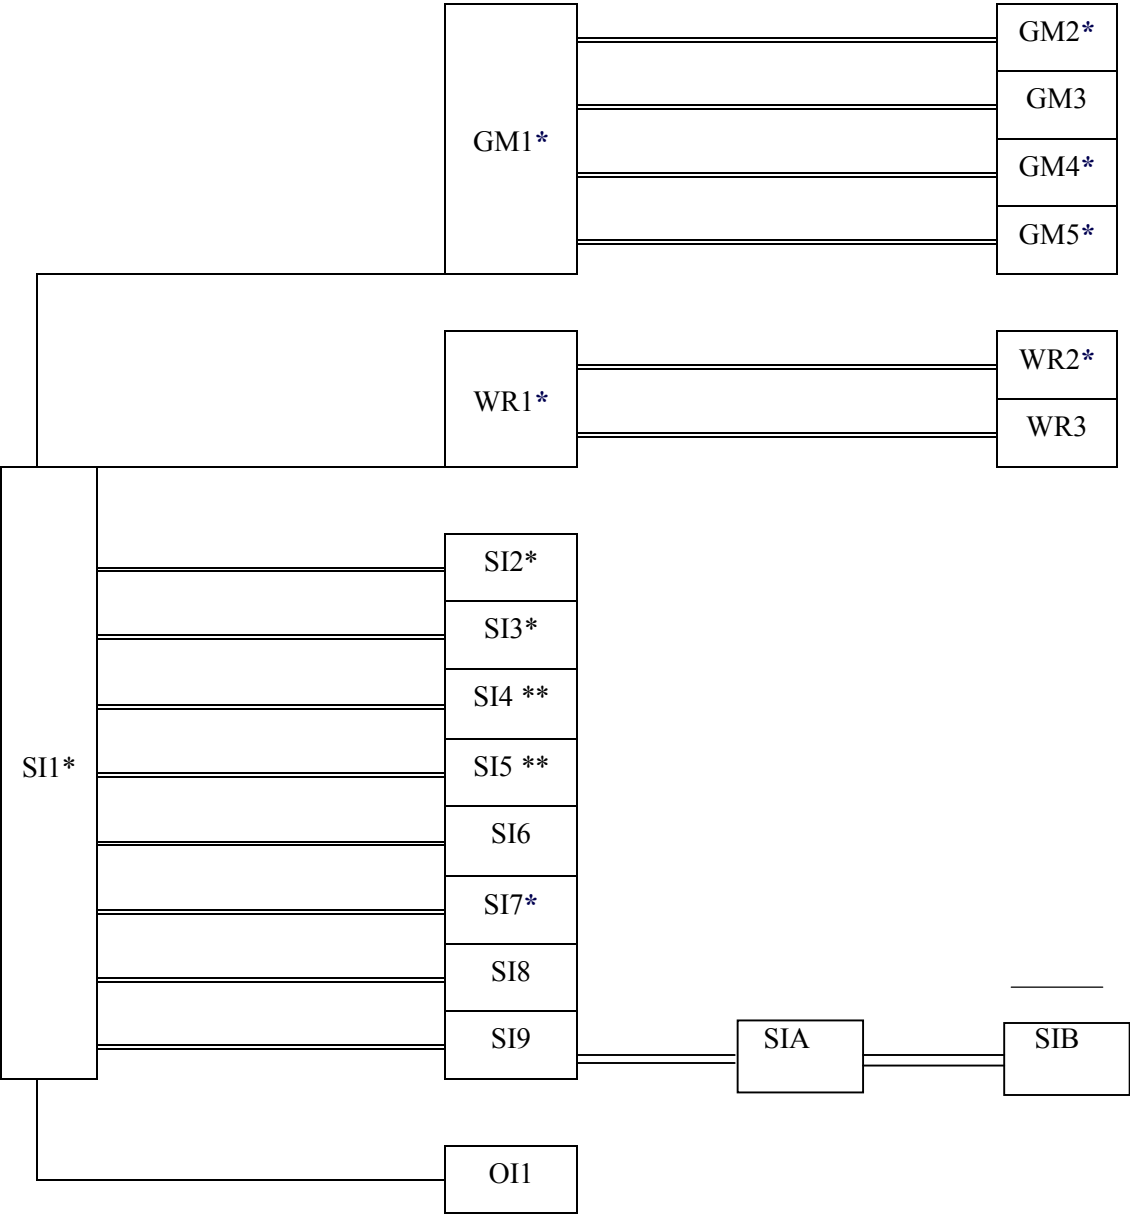 GM2*
GM3
GM1*
GM4*
GM5*
WR2*
WR1*
WR3
SI2*
SI3*
SI4 **
SI1*
SI5 **
SI6
SI7*
SI8
SI9
SIA
SIB
OI1